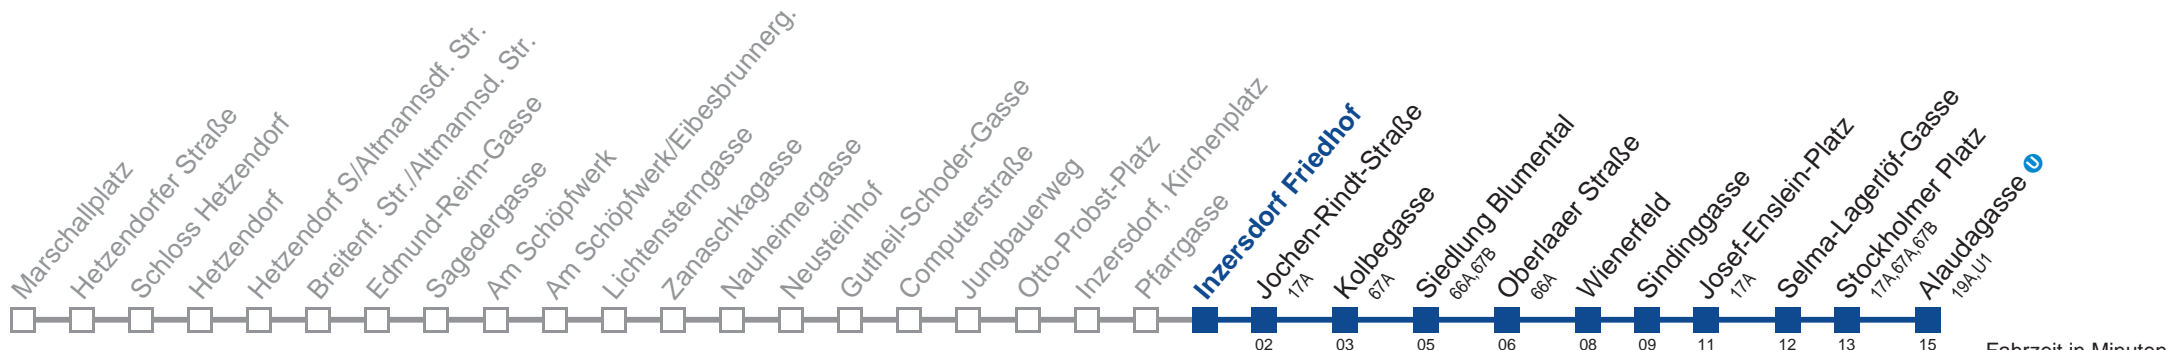 Marschallplatz
Hetzendorfer Straße
Schloss Hetzendorf
Hetzendorf
Hetzendorf S/Altmannsdf. Str.
Breitenf. Str./Altmannsd. Str.
Edmund-Reim-Gasse
Sagedergasse
Am Schöpfwerk
Am Schöpfwerk/Eibesbrunnerg.
Lichtensterngasse
Zanaschkagasse
Nauheimergasse
Neusteinhof
Gutheil-Schoder-Gasse
Computerstraße
Jungbauerweg
Otto-Probst-Platz
Inzersdorf, Kirchenplatz
Pfarrgasse
Inzersdorf Friedhof
Jochen-Rindt-Straße
17A
Kolbegasse
67A
Siedlung Blumental
66A,67B
Oberlaaer Straße
66A
Wienerfeld
Sindinggasse
Josef-Enslein-Platz
17A
Selma-Lagerlöf-Gasse
Stockholmer Platz
17A,67A,67B
Alaudagasse U
19A,U1
02 03 05 06 08 09 11 12 13 15
Fahrzeit in Minuten